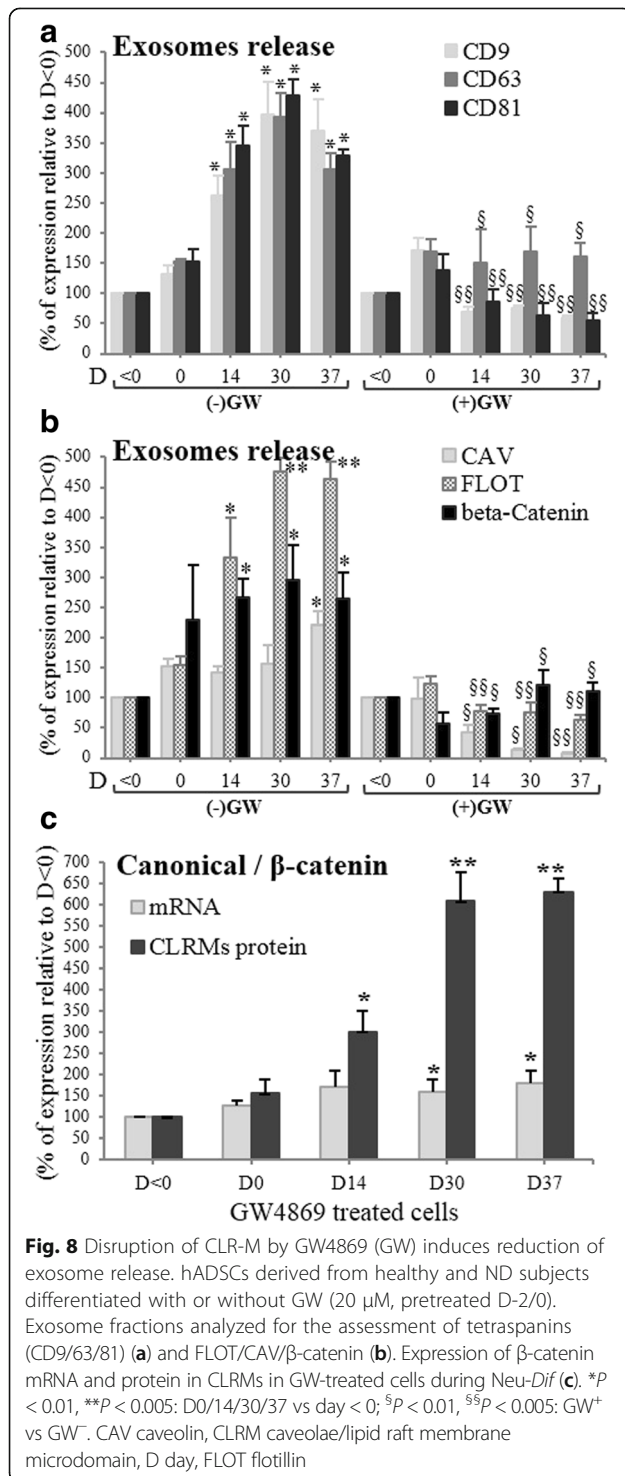 a
Exosomes release
CD9
CD63
CD81
(% of expression relative to D<0)
500
450
400
350
300
250
200
150
100
50
0
* * * * * * * * *
§ § §
§§ §§ §§ §§ §§ §§
D <0 0 14 30 37 <0 0 14 30 37
(-)GW (+)GW
b
Exosomes release
CAV
FLOT
beta-Catenin
(% of expression relative to D<0)
500
450
400
350
300
250
200
150
100
50
0
* * ** * ** * *
§ §§ § § §§ § §§ §§ §
D <0 0 14 30 37 <0 0 14 30 37
(-)GW (+)GW
c
Canonical / β-catenin
mRNA
CLRMs protein
(% of expression relative to D<0)
700
650
600
550
500
450
400
350
300
250
200
150
100
50
0
* * ** * **
D<0 D0 D14 D30 D37
GW4869 treated cells
Fig. 8 Disruption of CLR-M by GW4869 (GW) induces reduction of
exosome release. hADSCs derived from healthy and ND subjects
differentiated with or without GW (20 μM, pretreated D-2/0).
Exosome fractions analyzed for the assessment of tetraspanins
(CD9/63/81) (a) and FLOT/CAV/β-catenin (b). Expression of β-catenin
mRNA and protein in CLRMs in GW-treated cells during Neu-Dif (c). *P
< 0.01, **P < 0.005: D0/14/30/37 vs day < 0; §P < 0.01, §§P < 0.005: GW+
vs GW−. CAV caveolin, CLRM caveolae/lipid raft membrane
microdomain, D day, FLOT flotillin